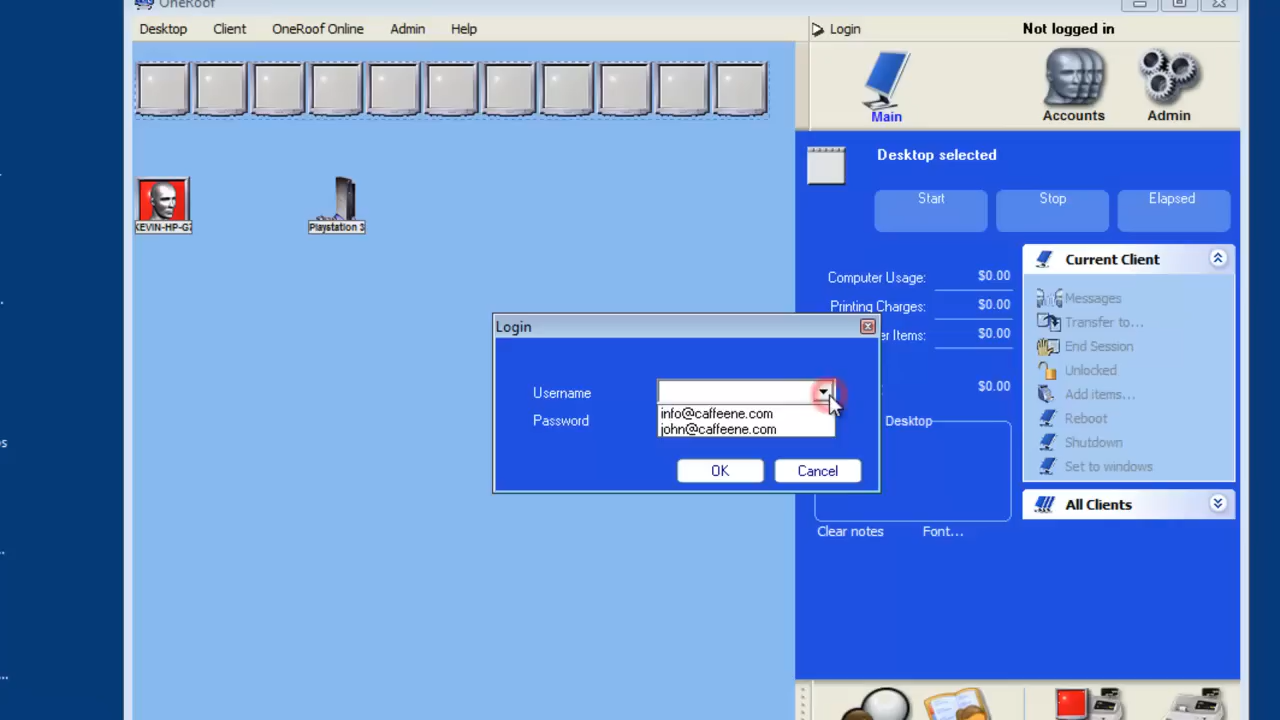 OneRoof
Desktop Client OneRoof Online Admin Help
Login Not logged in
Main Accounts Admin
Desktop selected
Start Stop Elapsed
KEVIN-HP-G7
Playstation 3
Current Client
Computer Usage: $0.00
Messages
Printing Charges: $0.00
Transfer to...
er Items: $0.00
End Session
Unlocked
$0.00
Add items...
Reboot
Desktop
Shutdown
Set to windows
All Clients
Clear notes Font...
Login
Username
info@caffeene.com
Password
john@caffeene.com
OK Cancel